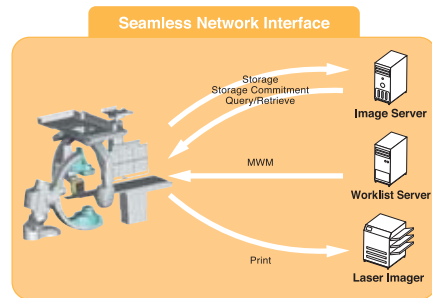 Seamless Network Interface
Storage
Storage Commitment
Query/Retrieve
Image Server
MWM
Worklist Server
Print
Laser Imager